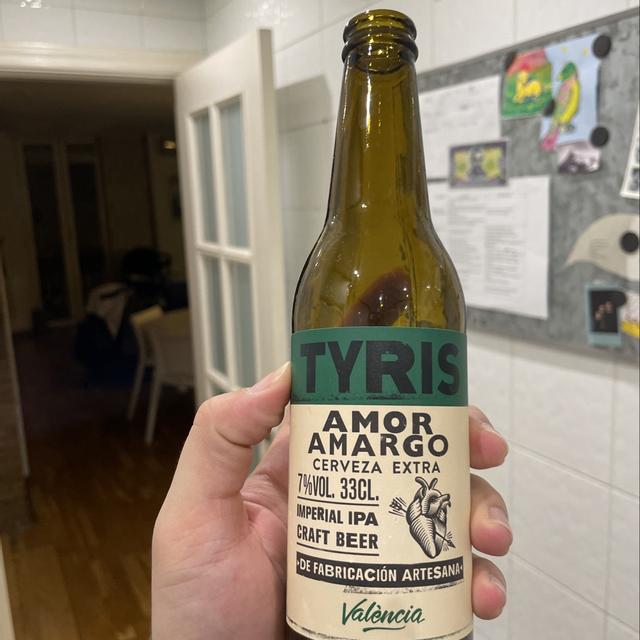 TYRIS
AMOR
AMARGO
CERVEZA EXTRA
7%VOL. 33CL.
IMPERIAL IPA
CRAFT BEER
DE FABRICACIÓN ARTESANA
València